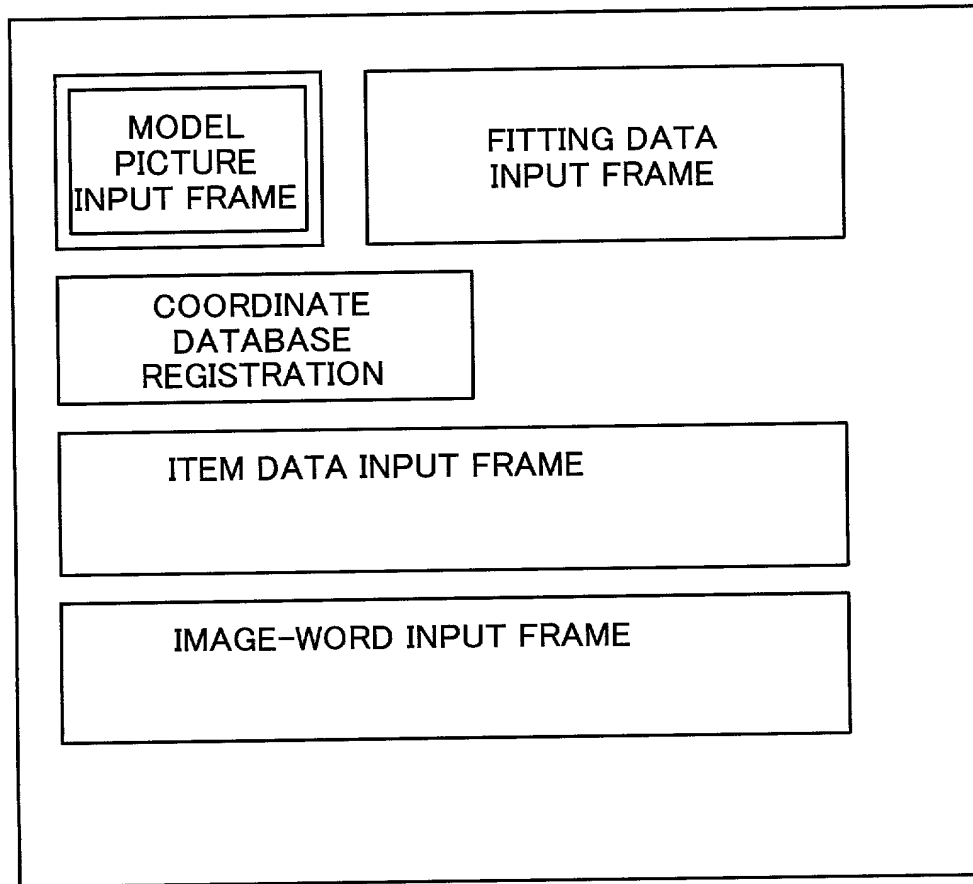 MODEL
PICTURE
INPUT FRAME
FITTING DATA
INPUT FRAME
COORDINATE
DATABASE
REGISTRATION
ITEM DATA INPUT FRAME
IMAGE-WORD INPUT FRAME